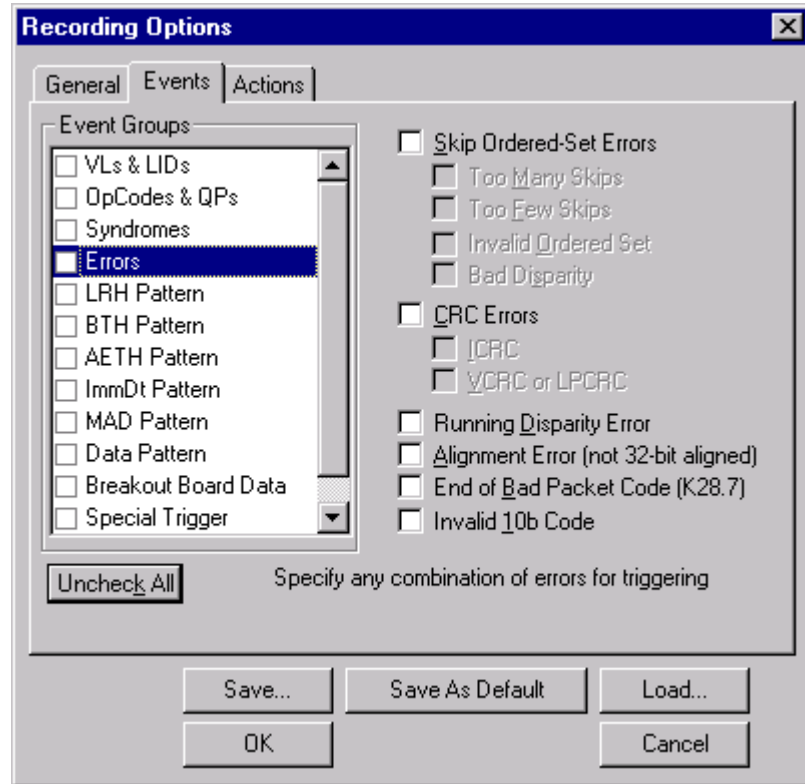 Recording Options
General Events Actions
Event Groups
VLs & LIDs
OpCodes & QPs
Syndromes
Errors
LRH Pattern
BTH Pattern
AETH Pattern
ImmDt Pattern
MAD Pattern
Data Pattern
Breakout Board Data
Special Trigger
Uncheck All
Skip Ordered-Set Errors
Too Many Skips
Too Few Skips
Invalid Ordered Set
Bad Disparity
CRC Errors
ICRC
VCRC or LPCRC
Running Disparity Error
Alignment Error (not 32-bit aligned)
End of Bad Packet Code (K28.7)
Invalid 10b Code
Specify any combination of errors for triggering
Save... Save As Default Load...
OK Cancel